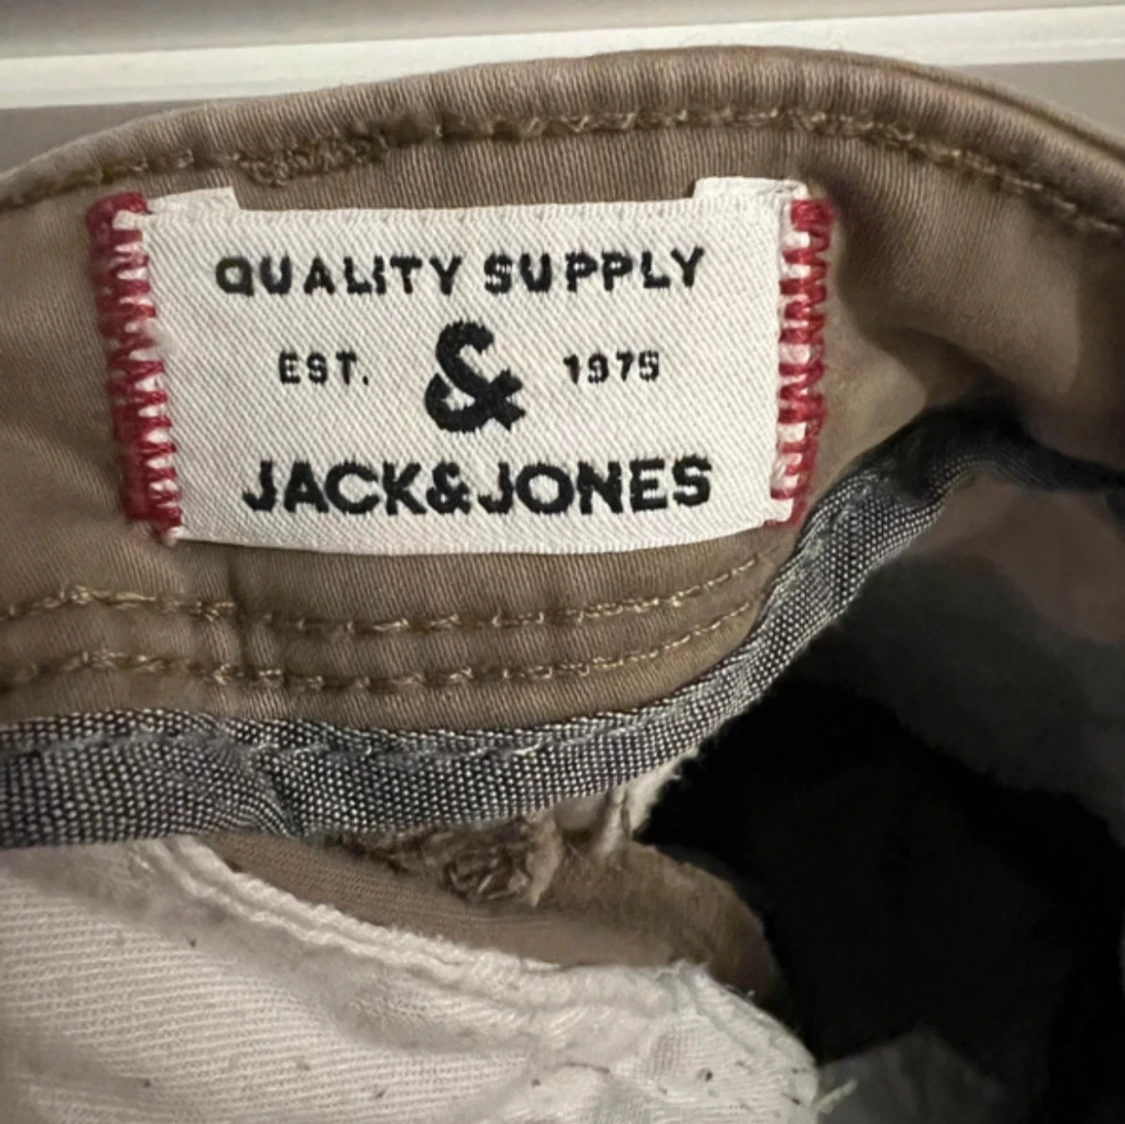 QUALITY SUPPLY
EST. & 1975
JACK&JONES